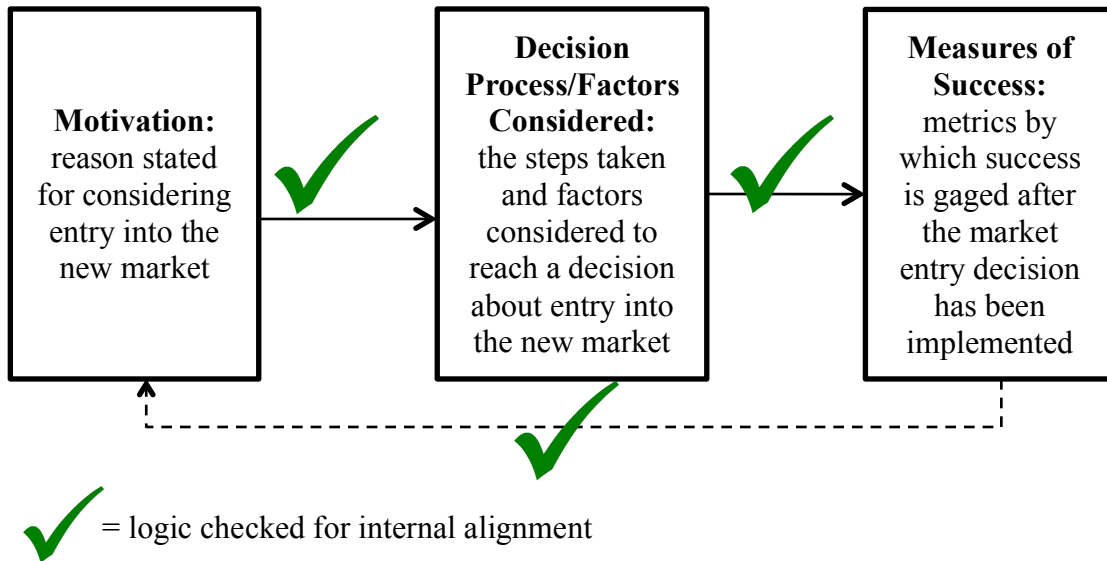 Motivation:
reason stated
for considering
entry into the
new market
Decision
Process/Factors
Considered:
the steps taken
and factors
considered to
reach a decision
about entry into
the new market
Measures of
Success:
metrics by
which success
is gaged after
the market
entry decision
has been
implemented
= logic checked for internal alignment